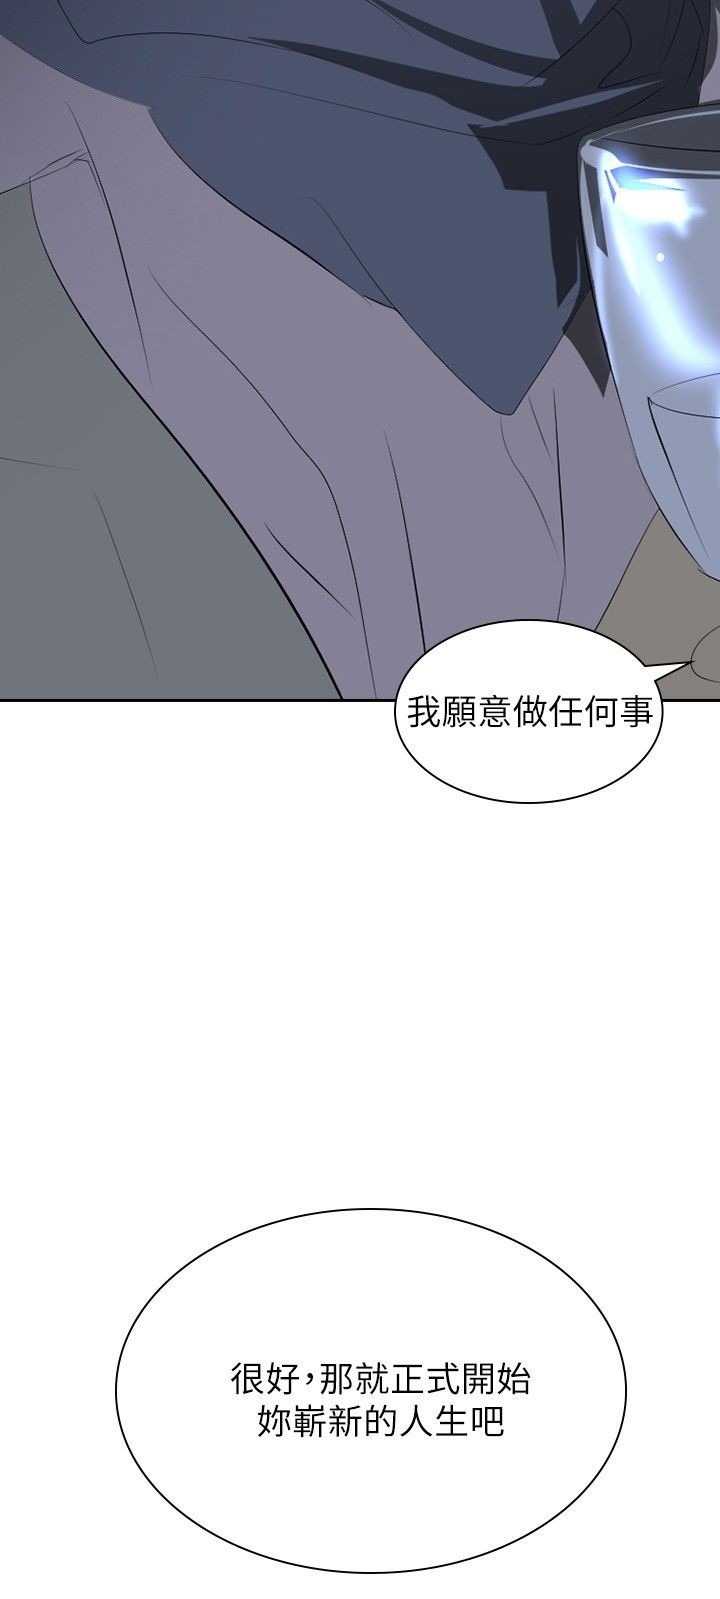 我願意做任何事
很好，那就正式開始
妳嶄新的人生吧